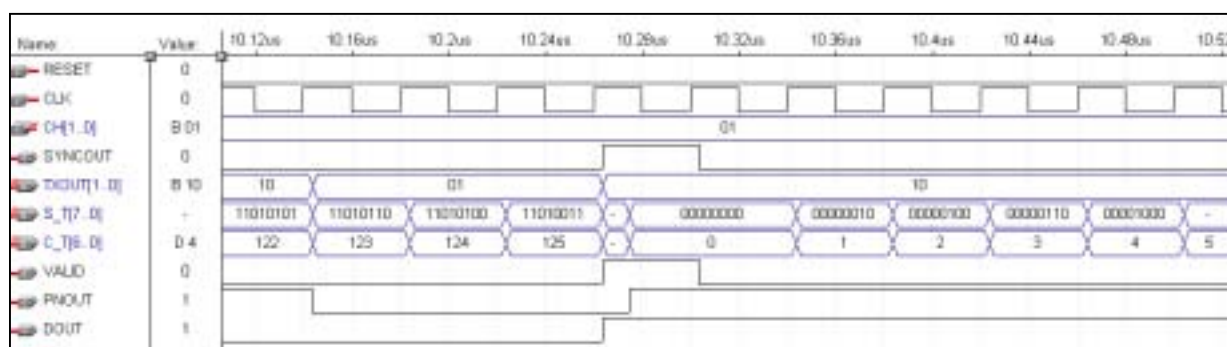 Name: Value: 10.12us 10.16us 10.2us 10.24us 10.28us 10.32us 10.36us 10.4us 10.44us 10.48us 10.52
RESET 0
CLK 0
CH[1..0] B 01 01
SYNCOUT 0
TXOUT[1..0] B 10 10 01 10
S_T[7..0] - 11010101 11010110 11010100 11010011 - 00000000 00000010 00000100 00000110 00001000 -
C_T[6..0] D 4 122 123 124 125 - 0 1 2 3 4 5
VALID 0
PNOUT 1
DOUT 1